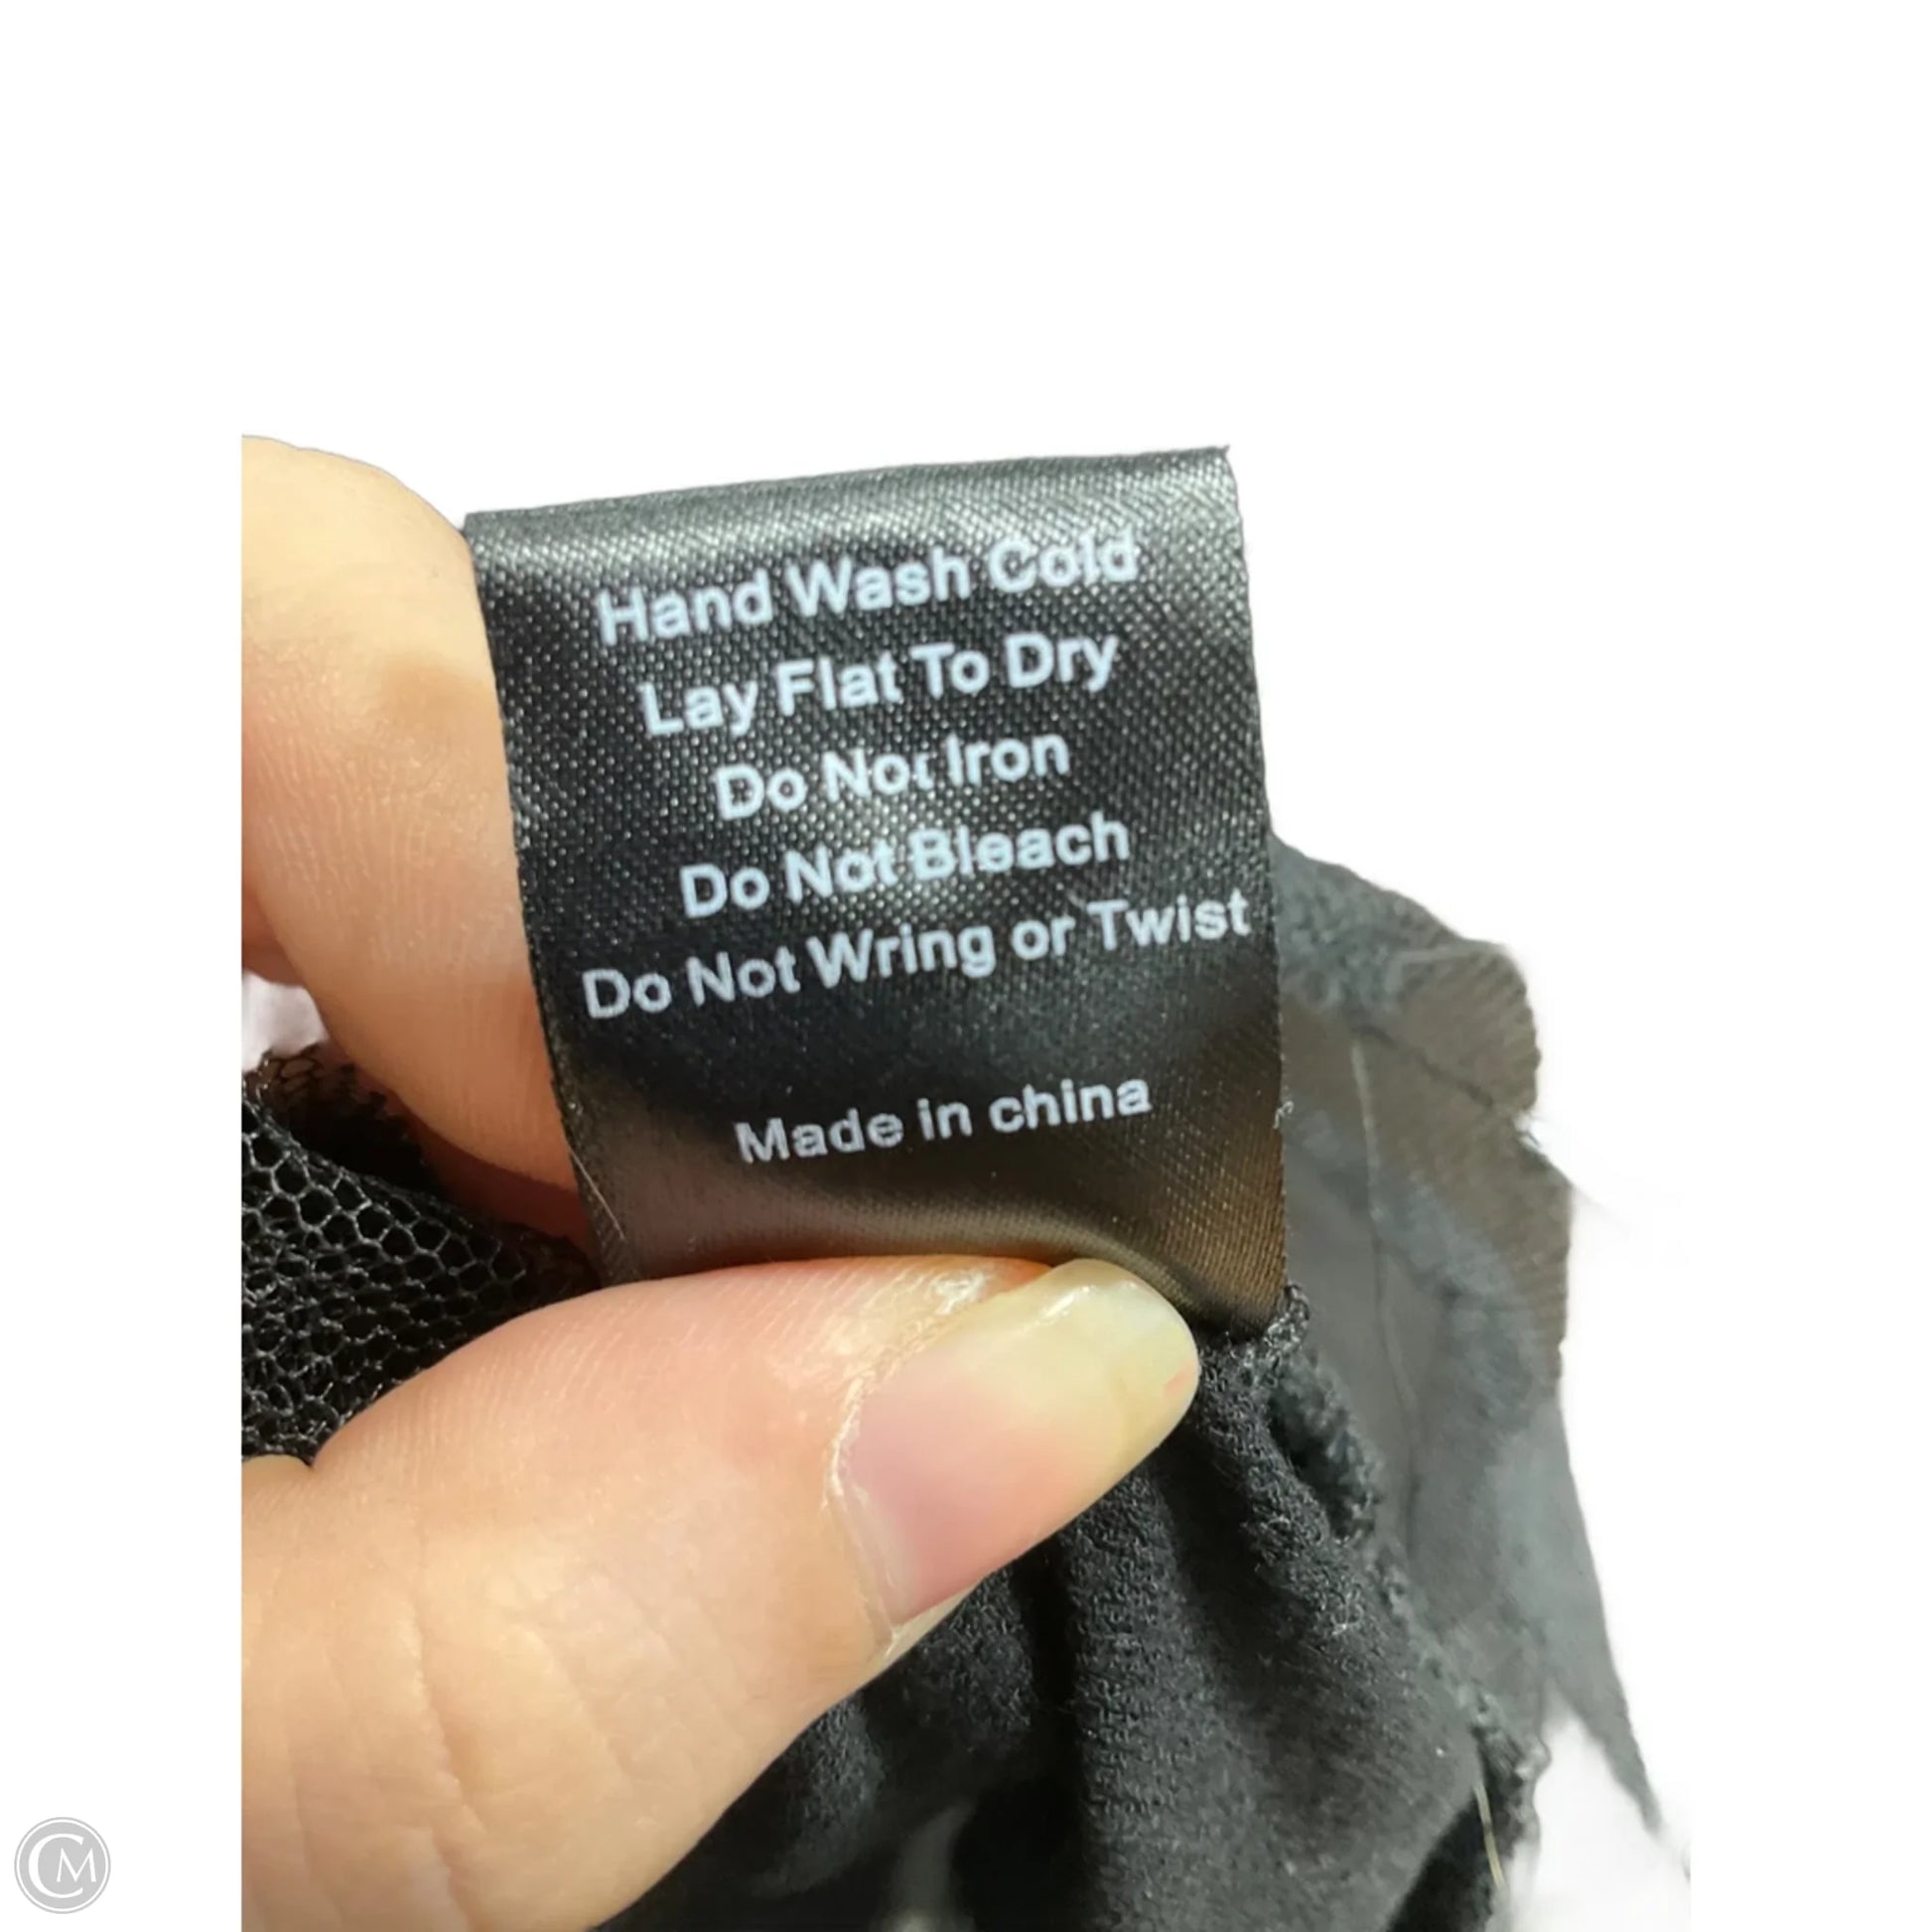 Hand Wash Cold
Lay Flat To Dry
Do Not Iron
Do Not Bleach
Do Not Wring or Twist
Made in china
CM